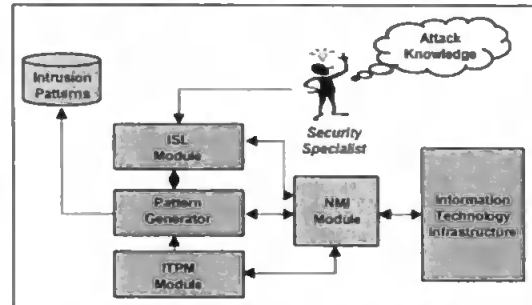 Attack
Knowledge
Intrusion
Patterns
Security
Specialist
ISL
Module
Pattern
Generator
NMI
Module
Information
Technology
Infrastructure
ITPM
Module